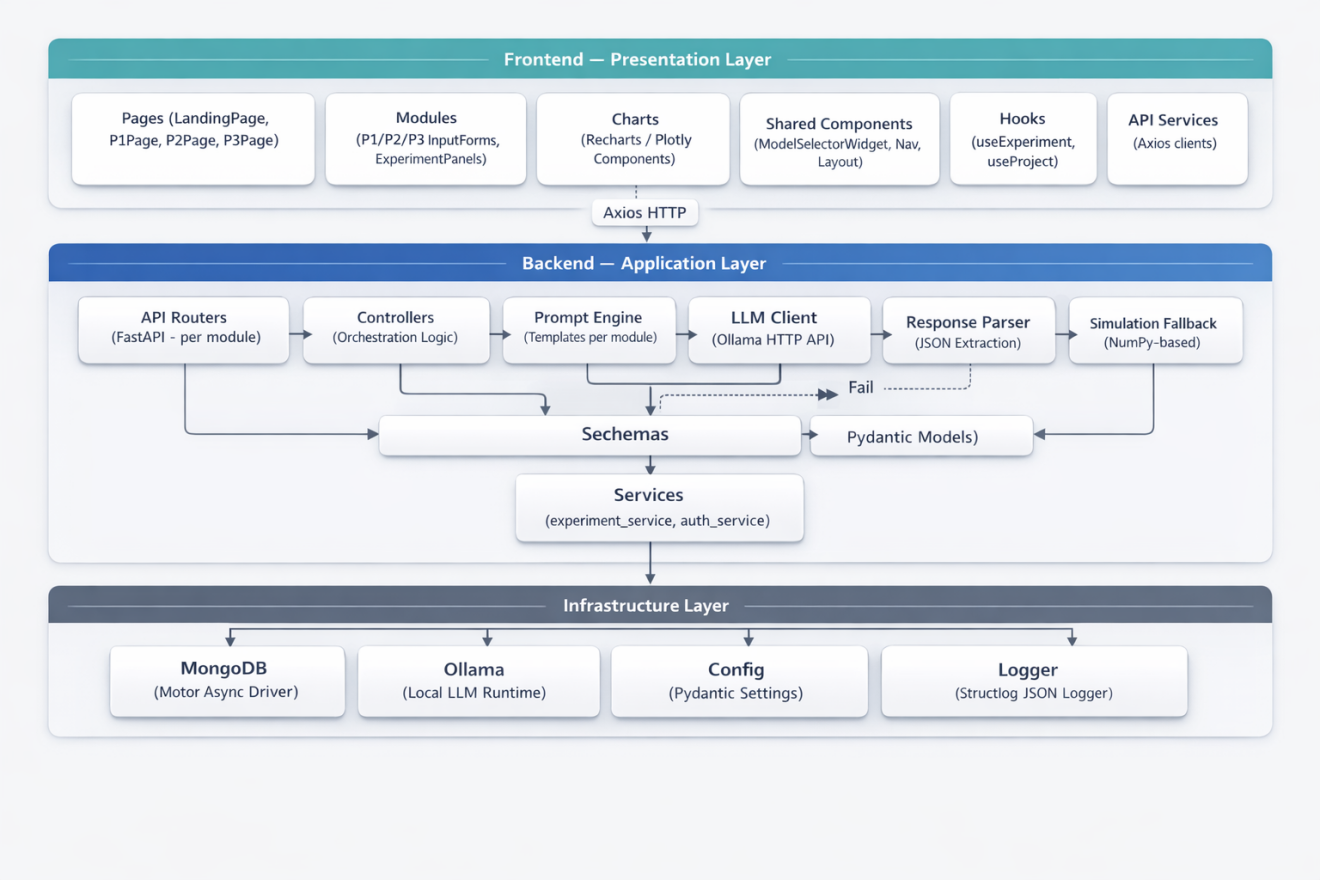 Frontend — Presentation Layer
Pages (LandingPage,
P1Page, P2Page, P3Page)
Modules
(P1/P2/P3 InputForms,
ExperimentPanels)
Charts
(Recharts / Plotly
Components)
Shared Components
(ModelSelectorWidget, Nav,
Layout)
Hooks
(useExperiment,
useProject)
API Services
(Axios clients)
Axios HTTP
Backend — Application Layer
API Routers
(FastAPI - per module)
Controllers
(Orchestration Logic)
Prompt Engine
(Templates per module)
LLM Client
(Ollama HTTP API)
Response Parser
(JSON Extraction)
Simulation Fallback
(NumPy-based)
Fail
Sechemas
Pydantic Models)
Services
(experiment_service, auth_service)
Infrastructure Layer
MongoDB
(Motor Async Driver)
Ollama
(Local LLM Runtime)
Config
(Pydantic Settings)
Logger
(Structlog JSON Logger)